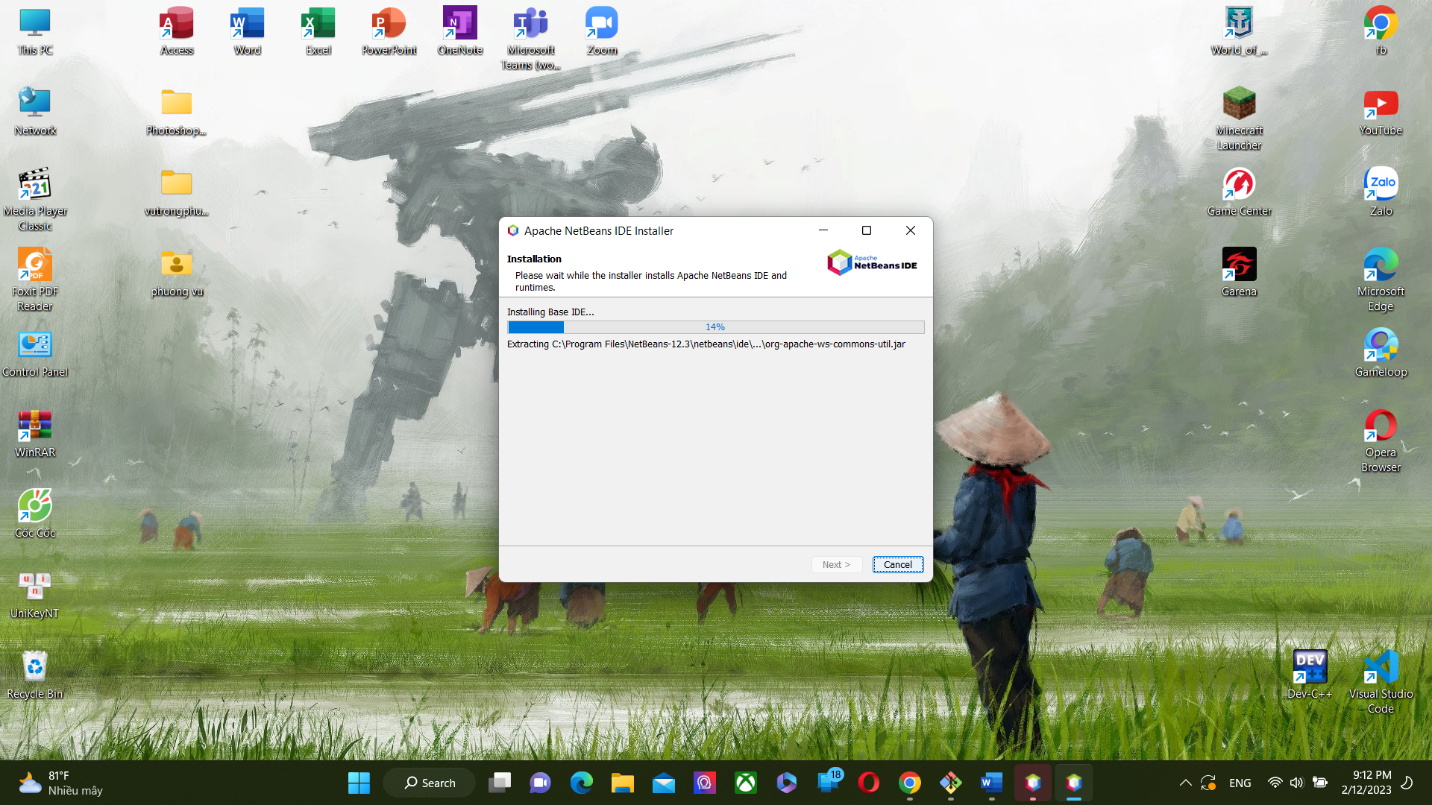 This PC
Access
Word
Excel
PowerPoint
OneNote
Microsoft
Teams (wo...
Zoom
World_of_...
fb
Network
Photoshop...
Minecraft
Launcher
YouTube
Media Player
Classic
vutrongphu...
Game Center
Zalo
Zalo
Foxit PDF
Reader
phuong vu
Garena
Microsoft
Edge
Control Panel
Gameloop
WinRAR
Opera
Browser
Cốc Cốc
UniKeyNT
Recycle Bin
DEV
Dev-C++
Visual Studio
Code
Apache NetBeans IDE Installer
Installation
Please wait while the installer installs Apache NetBeans IDE and
runtimes.
Apache
NetBeans IDE
Installing Base IDE...
14%
Extracting C:\Program Files\NetBeans-12.3\netbeans\ide\...\org-apache-ws-commons-util.jar
Next >
Cancel
81°F
Nhiều mây
Search
18
ENG
9:12 PM
2/12/2023